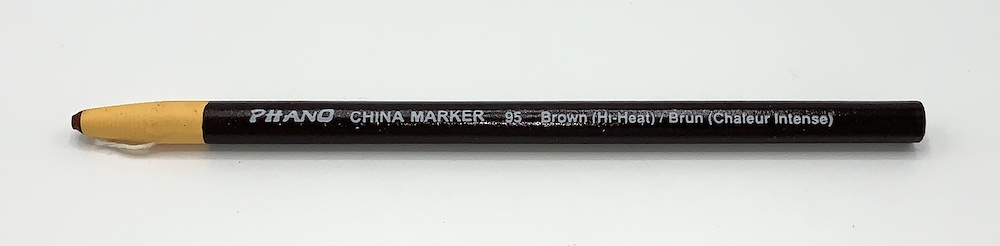 PHANO CHINA MARKER 95 Brown (Hi-Heat) / Brun (Chaleur Intense)